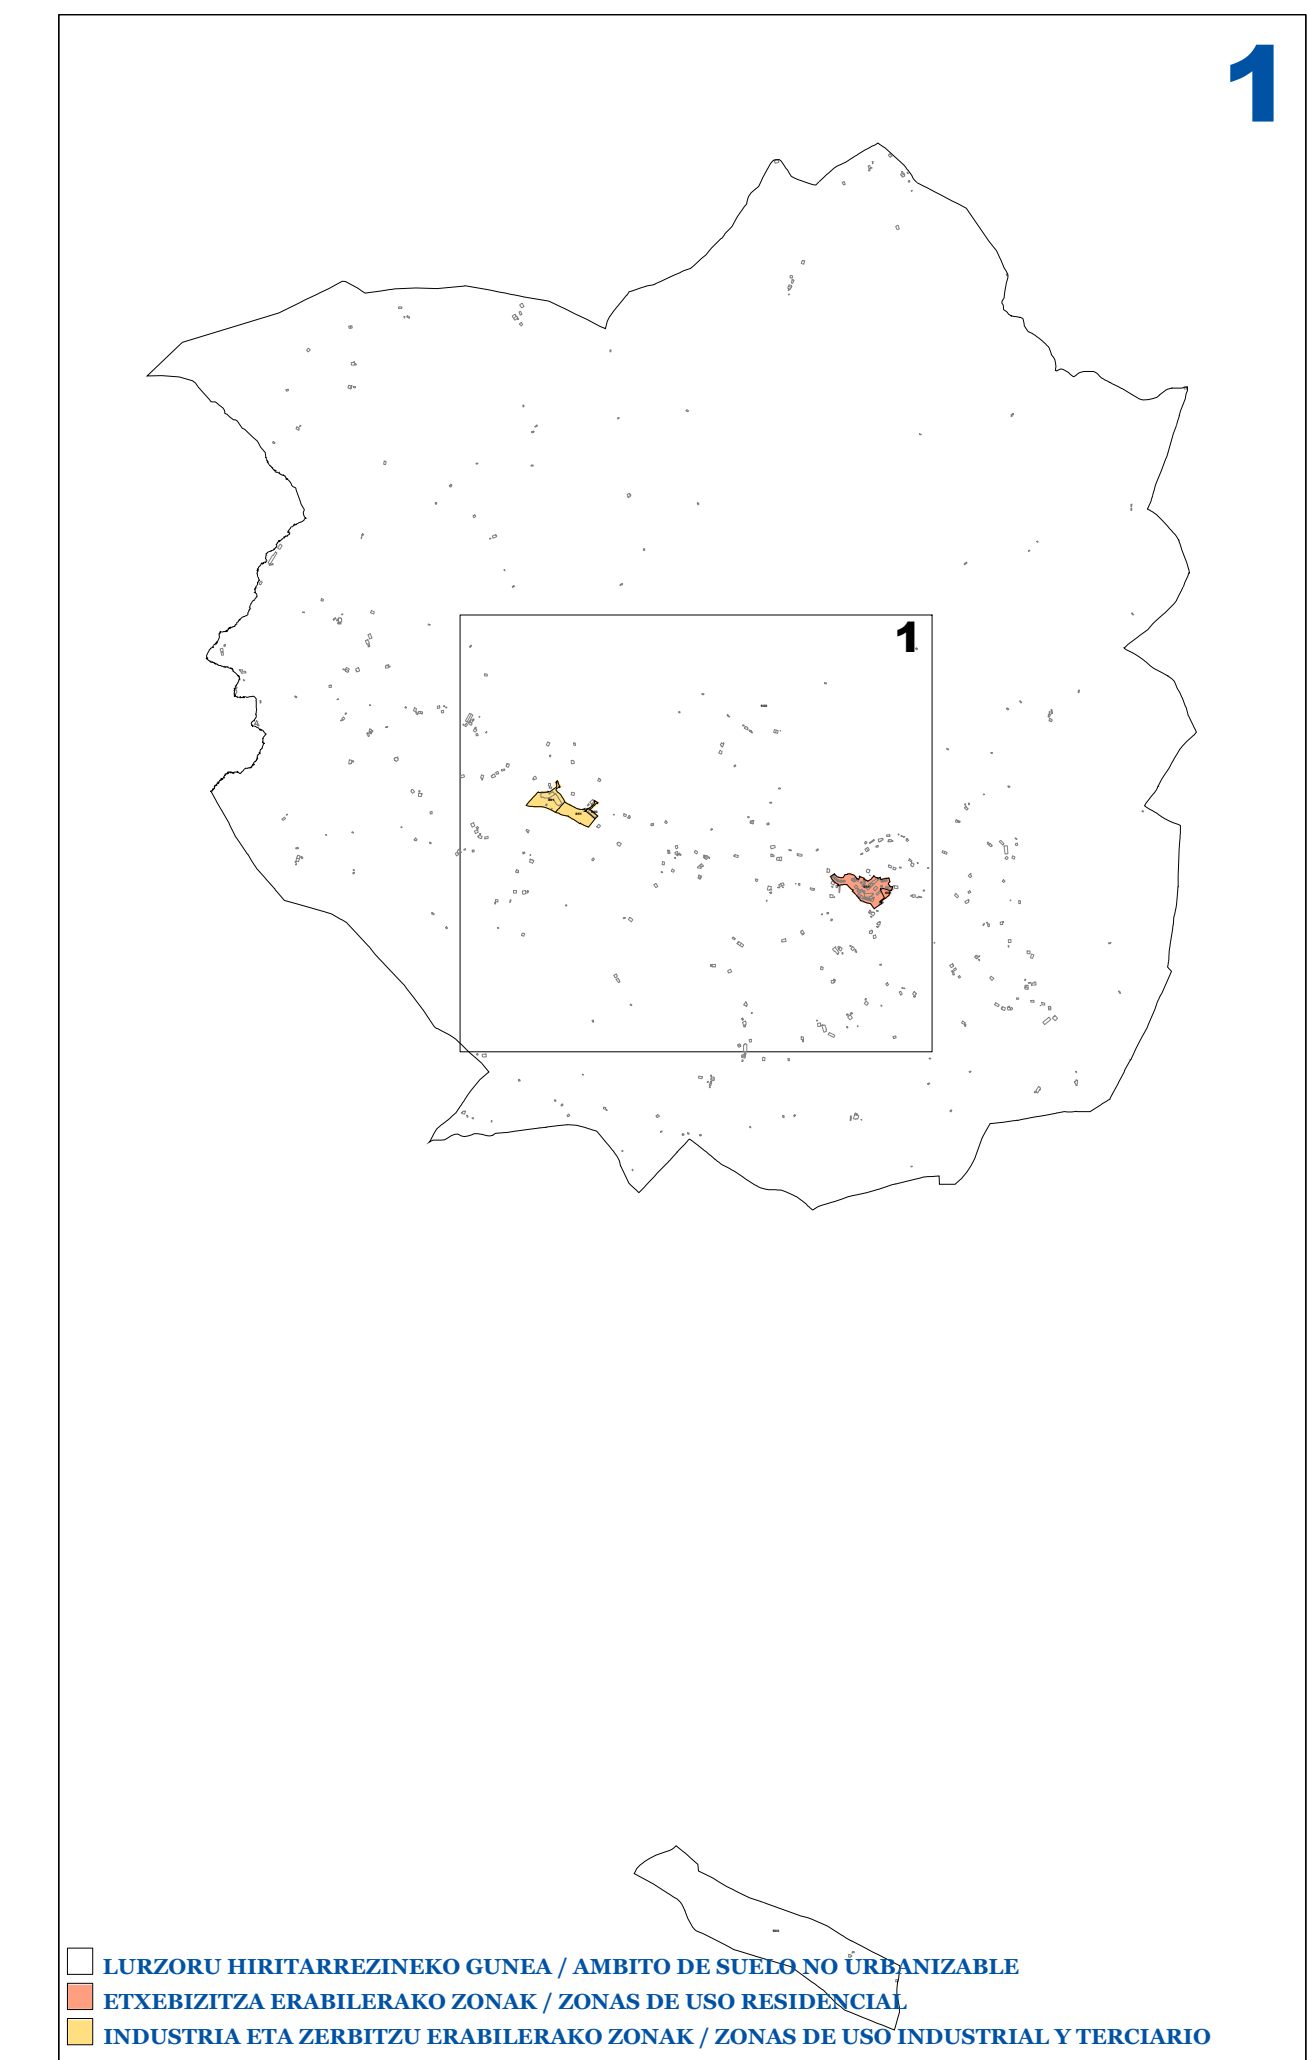 1
1
LURZORU HIRITARREZINEKO GUNEA / AMBITO DE SUELO NO URBANIZABLE
ETXEBIZITZA ERABILERAKO ZONAK / ZONAS DE USO RESIDENCIAL
INDUSTRIA ETA ZERBITZU ERABILERAKO ZONAK / ZONAS DE USO INDUSTRIAL Y TERCIARIO